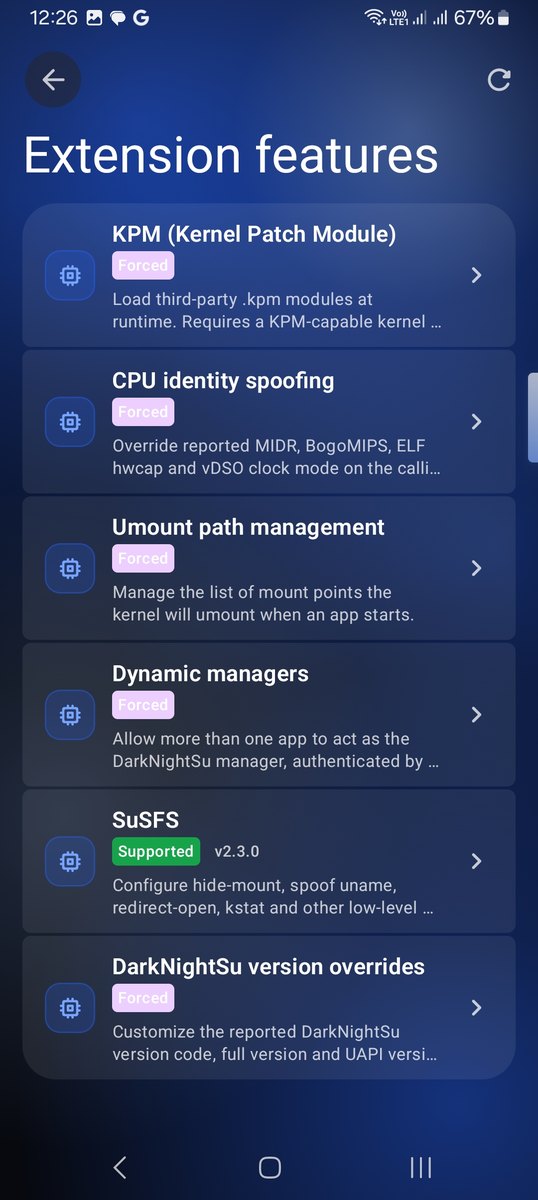 12:26
Vo))
LTE1
67%
Extension features
KPM (Kernel Patch Module)
Forced
Load third-party .kpm modules at
runtime. Requires a KPM-capable kernel …
CPU identity spoofing
Forced
Override reported MIDR, BogoMIPS, ELF
hwcap and vDSO clock mode on the calli…
Umount path management
Forced
Manage the list of mount points the
kernel will umount when an app starts.
Dynamic managers
Forced
Allow more than one app to act as the
DarkNightSu manager, authenticated by …
SuSFS
Supported v2.3.0
Configure hide-mount, spoof uname,
redirect-open, kstat and other low-level …
DarkNightSu version overrides
Forced
Customize the reported DarkNightSu
version code, full version and UAPI versi…